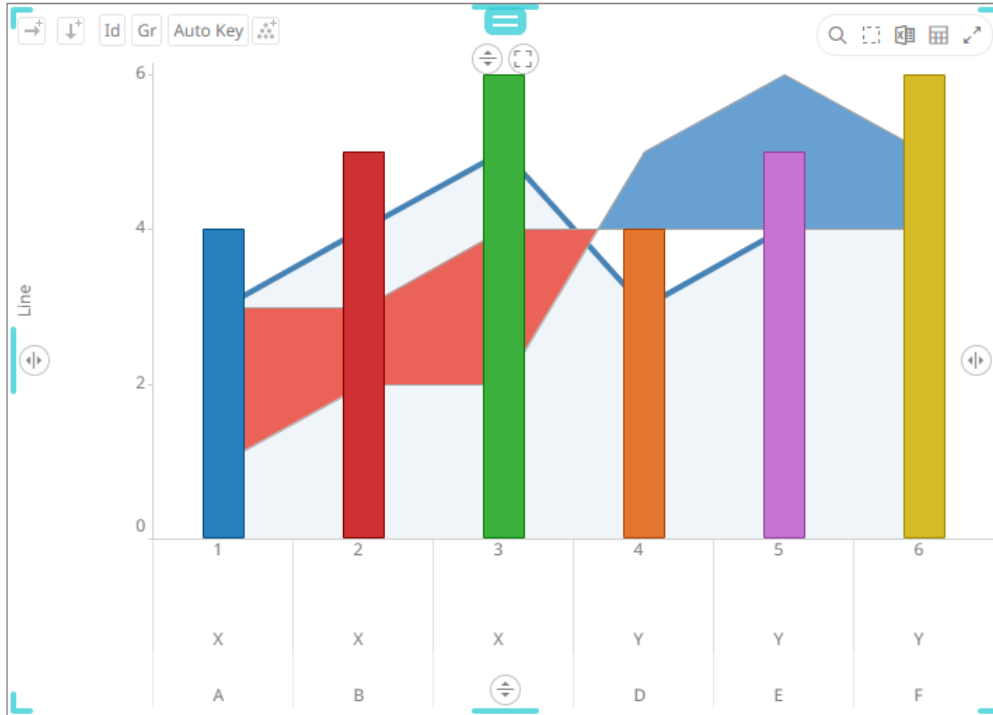 Id Gr Auto Key
6
4
Line
2
0
1 2 3 4 5 6
X X X Y Y Y
A B D E F